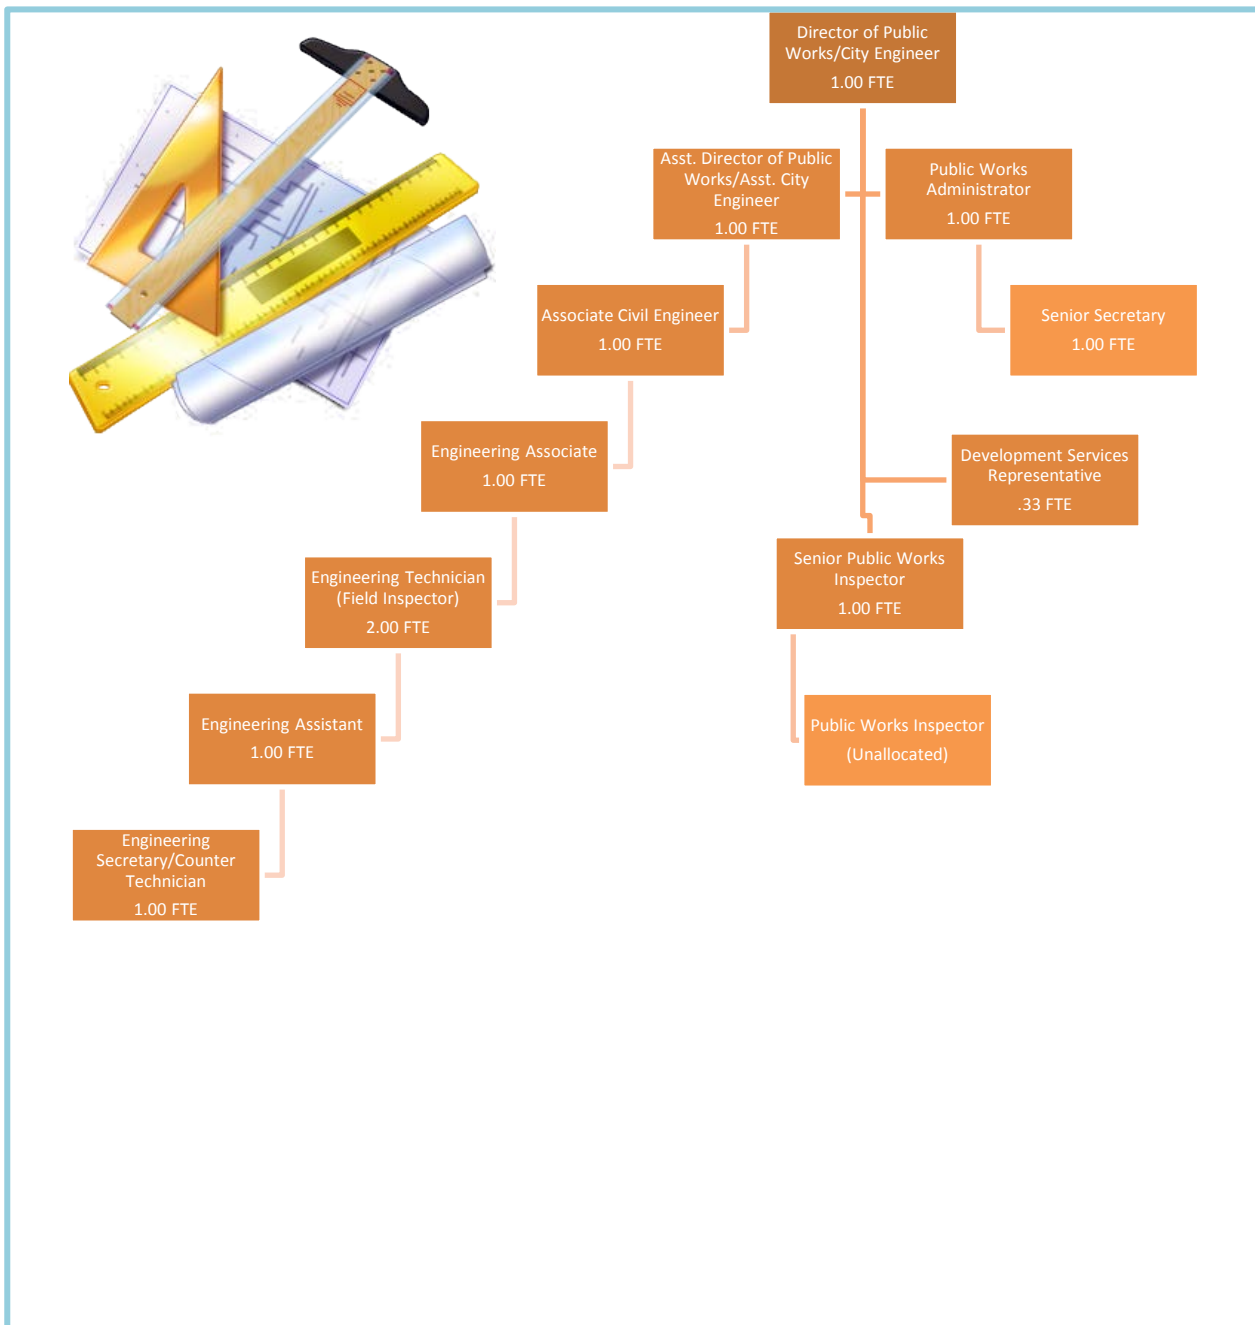 Director of Public
Works/City Engineer
1.00 FTE
Asst. Director of Public
Works/Asst. City
Engineer
1.00 FTE
Public Works
Administrator
1.00 FTE
Associate Civil Engineer
1.00 FTE
Senior Secretary
1.00 FTE
Engineering Associate
1.00 FTE
Development Services
Representative
.33 FTE
Engineering Technician
(Field Inspector)
2.00 FTE
Senior Public Works
Inspector
1.00 FTE
Engineering Assistant
1.00 FTE
Public Works Inspector
(Unallocated)
Engineering
Secretary/Counter
Technician
1.00 FTE